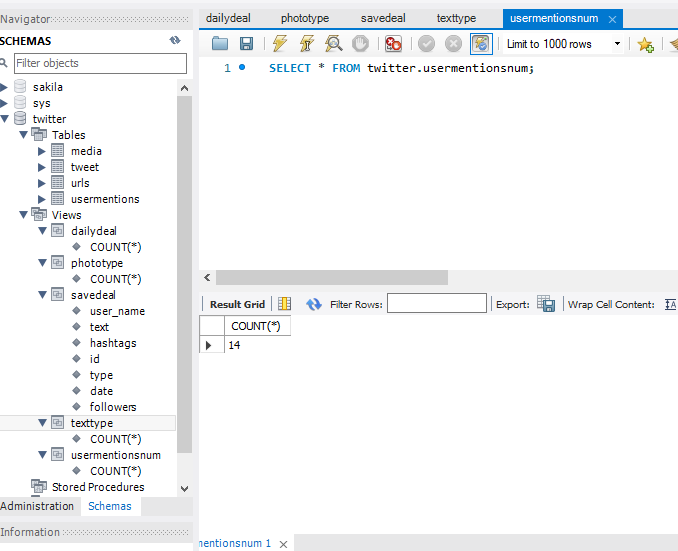 Navigator
SCHEMAS
Filter objects
sakila
sys
twitter
Tables
media
tweet
urls
usermentions
Views
dailydeal
COUNT(*)
phototype
COUNT(*)
savedeal
user_name
text
hashtags
id
type
date
followers
texttype
COUNT(*)
usermentionsnum
COUNT(*)
Stored Procedures
Administration Schemas
Information
dailydeal phototype savedeal texttype usermentionsnum
Limit to 1000 rows
1 SELECT * FROM twitter.usermentionsnum;
Result Grid Filter Rows: Export: Wrap Cell Content:
COUNT(*)
14
mentionsnum 1